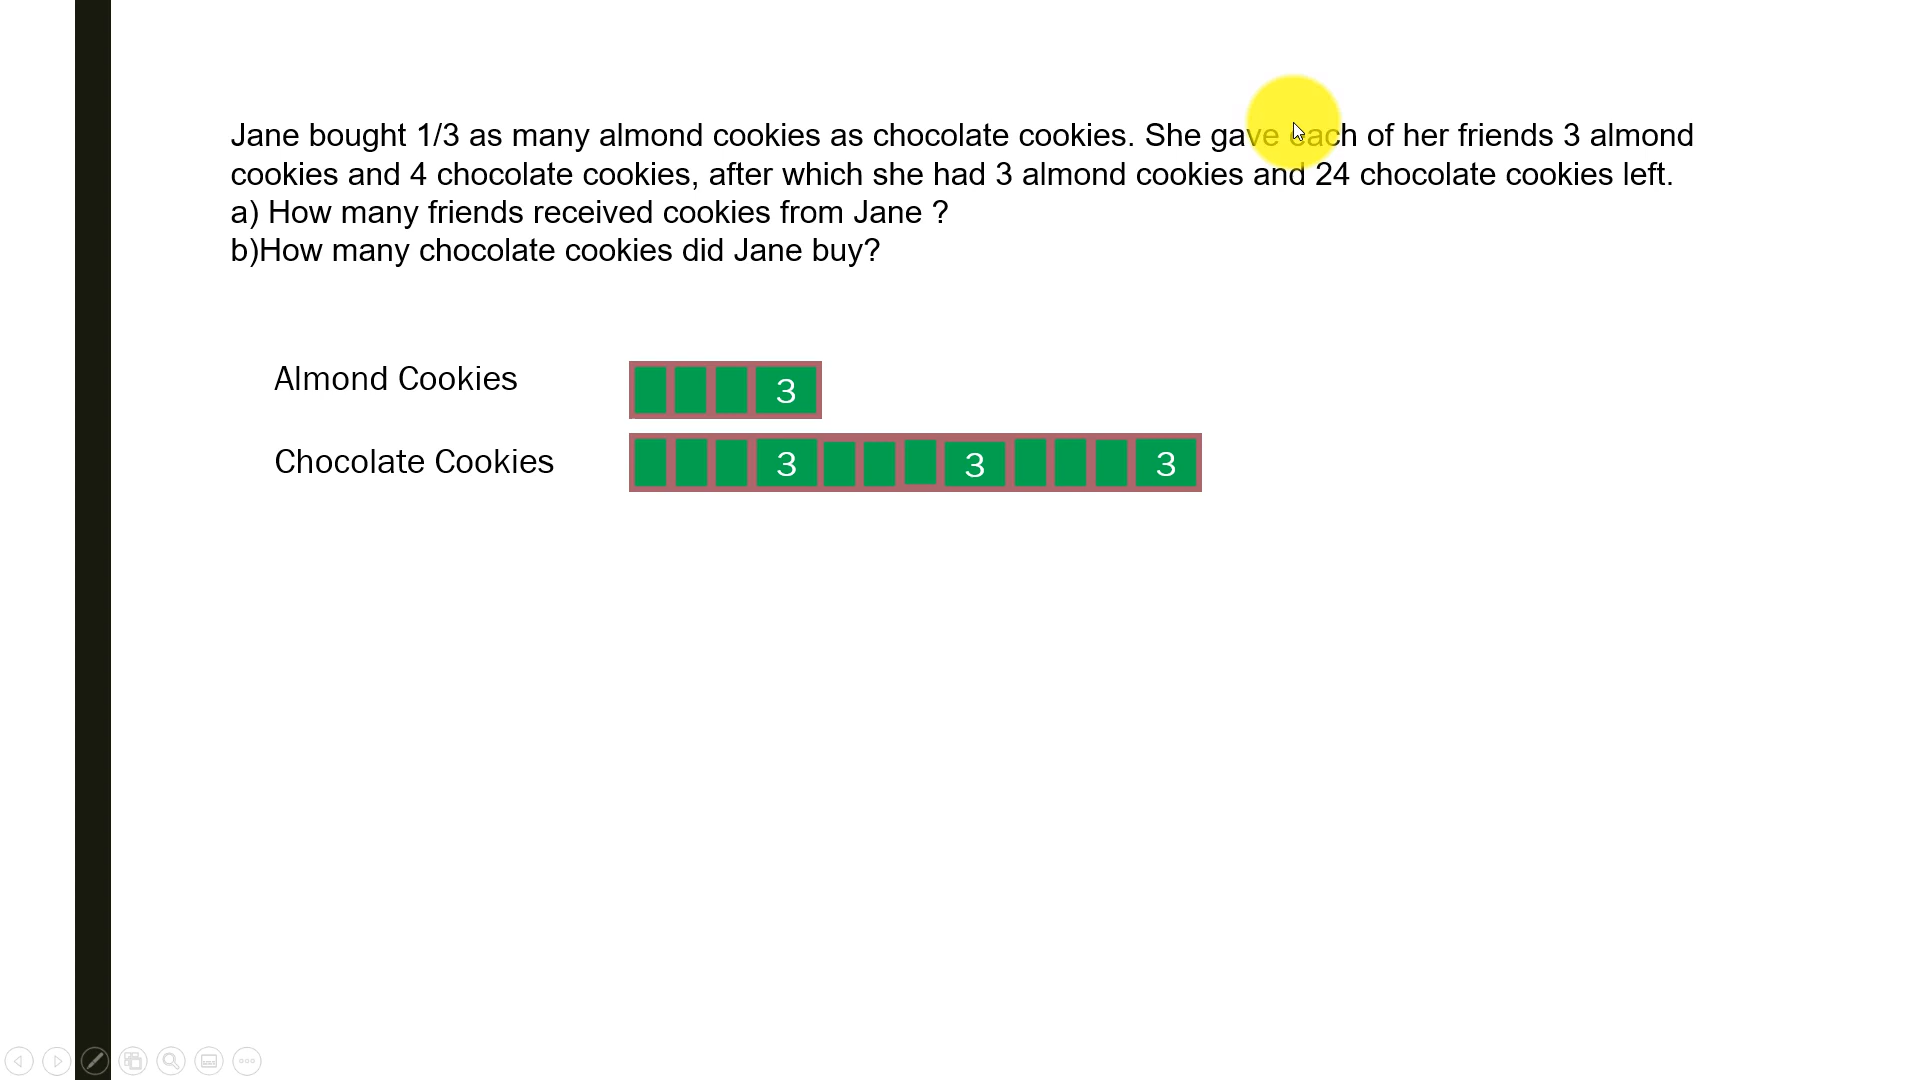 Jane bought 1/3 as many almond cookies as chocolate cookies. She gave each of her friends 3 almond
cookies and 4 chocolate cookies, after which she had 3 almond cookies and 24 chocolate cookies left.
a) How many friends received cookies from Jane ?
b)How many chocolate cookies did Jane buy?
Almond Cookies 3
Chocolate Cookies 3 3 3